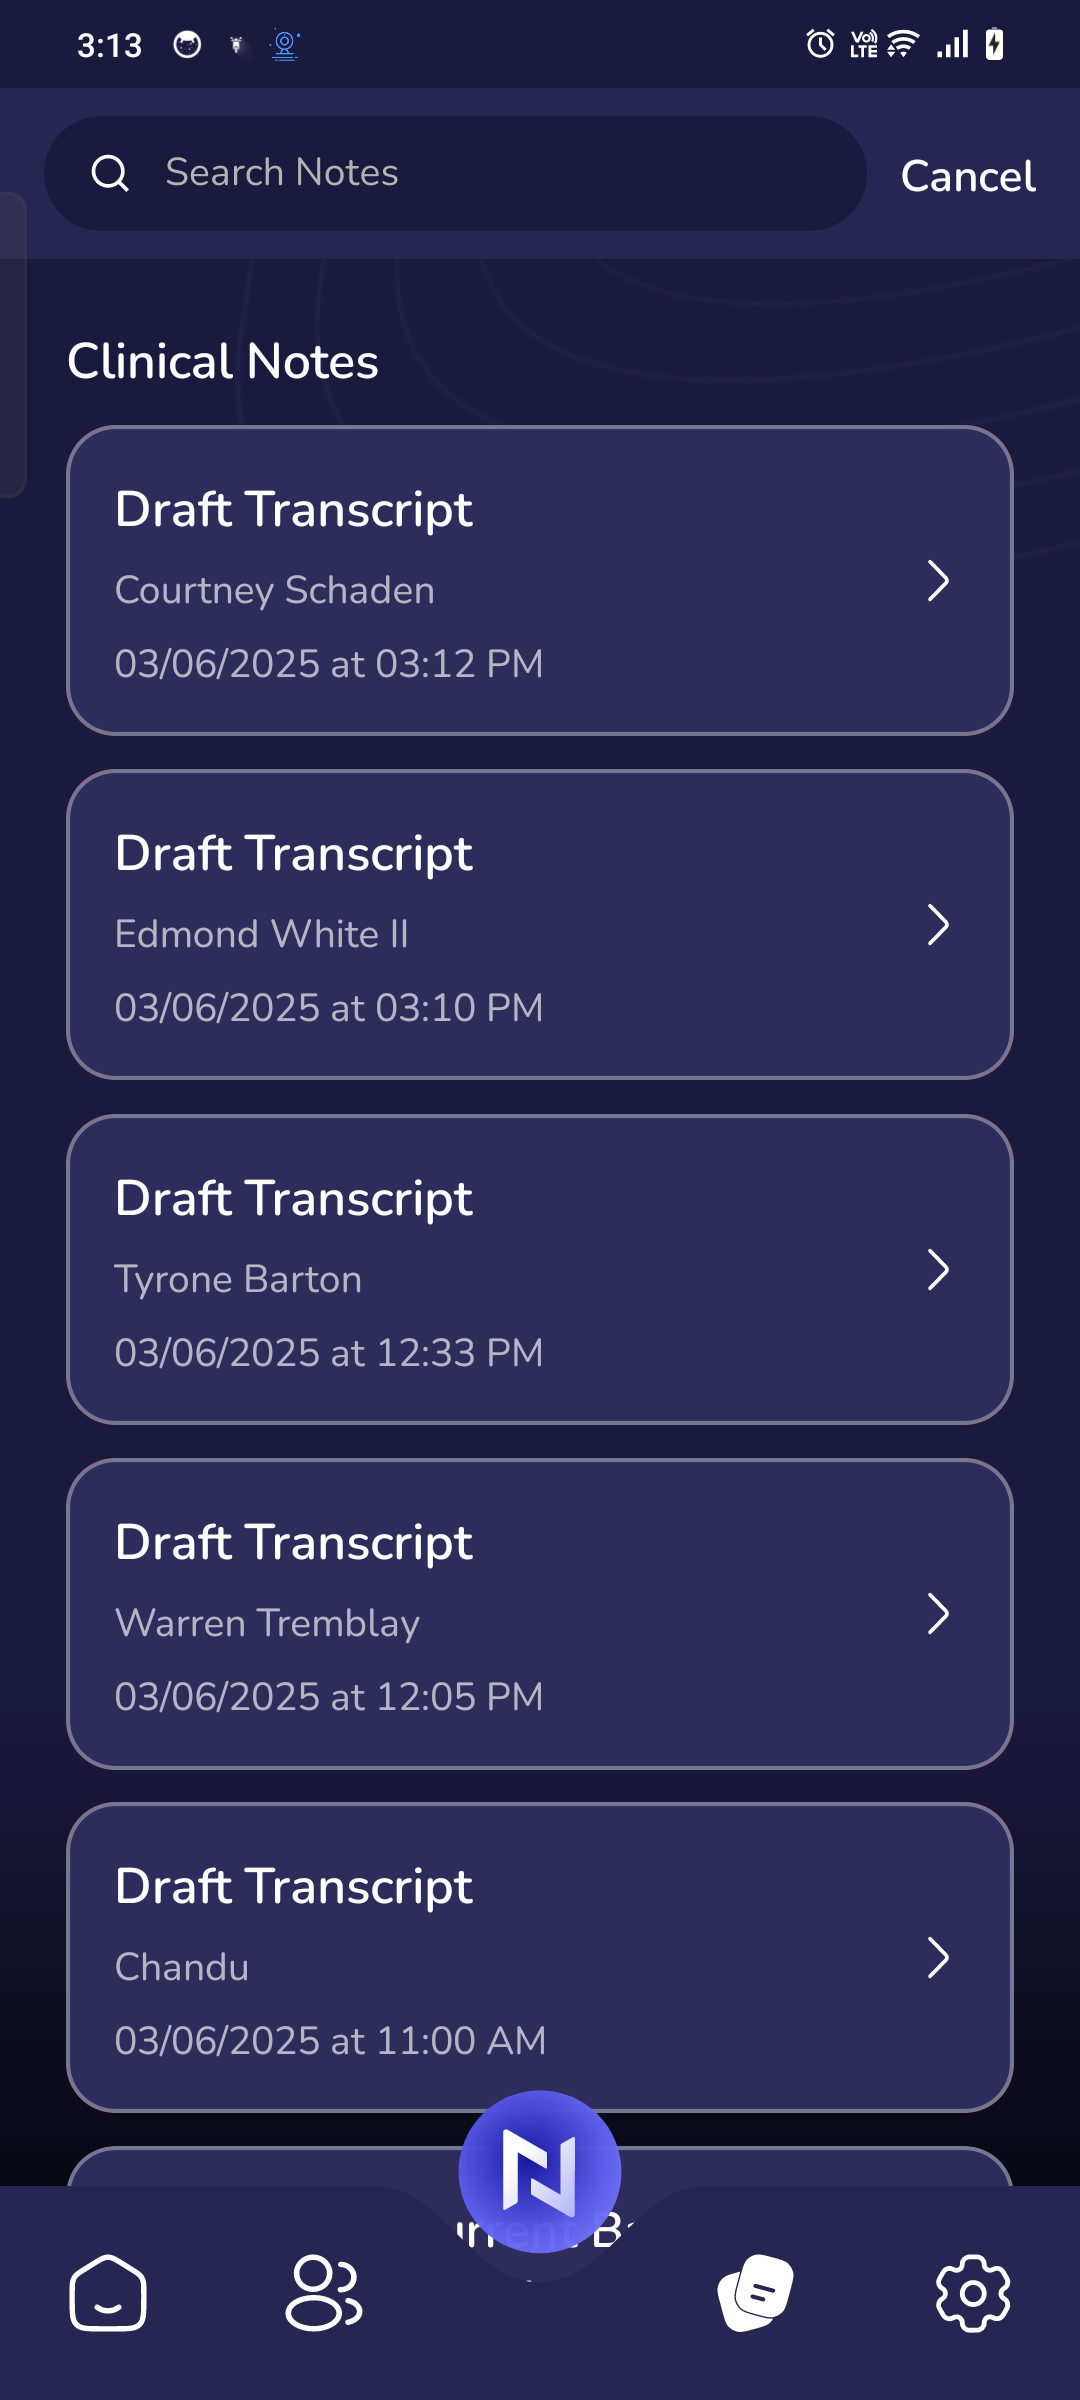 3:13
Vo)) LTE
Search Notes
Cancel
Clinical Notes
Draft Transcript
Courtney Schaden
03/06/2025 at 03:12 PM
Draft Transcript
Edmond White II
03/06/2025 at 03:10 PM
Draft Transcript
Tyrone Barton
03/06/2025 at 12:33 PM
Draft Transcript
Warren Tremblay
03/06/2025 at 12:05 PM
Draft Transcript
Chandu
03/06/2025 at 11:00 AM